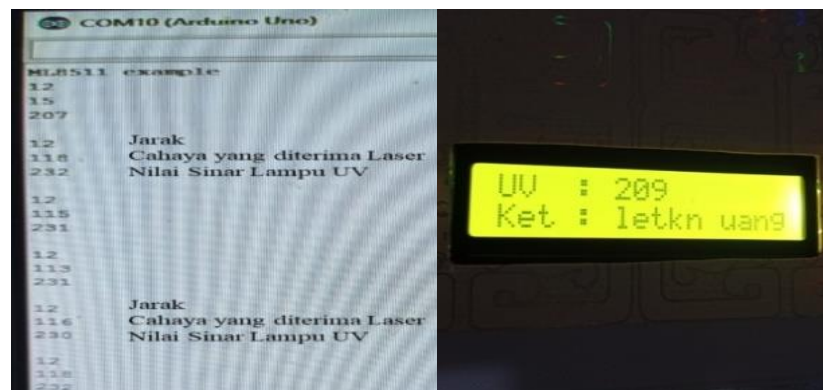 COM10 (Arduino Uno)
ML8511 example
12
15
207
12 Jarak
118 Cahaya yang diterima Laser
232 Nilai Sinar Lampu UV
12
115
231
12
113
231
12 Jarak
116 Cahaya yang diterima Laser
230 Nilai Sinar Lampu UV
12
118
232
UV : 209
Ket : letkn uang